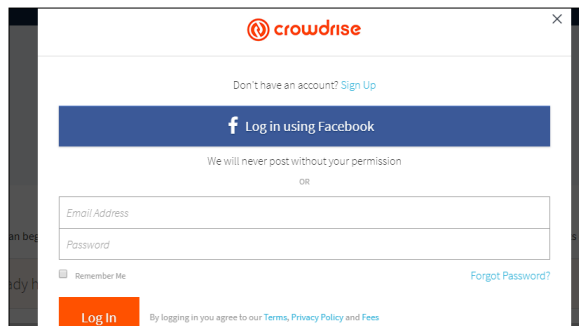 crowdrise
Don't have an account? Sign Up
Log in using Facebook
We will never post without your permission
OR
Email Address
an beg
Password
Remember Me
Forgot Password?
Log In
By logging in you agree to our Terms, Privacy Policy and Fees